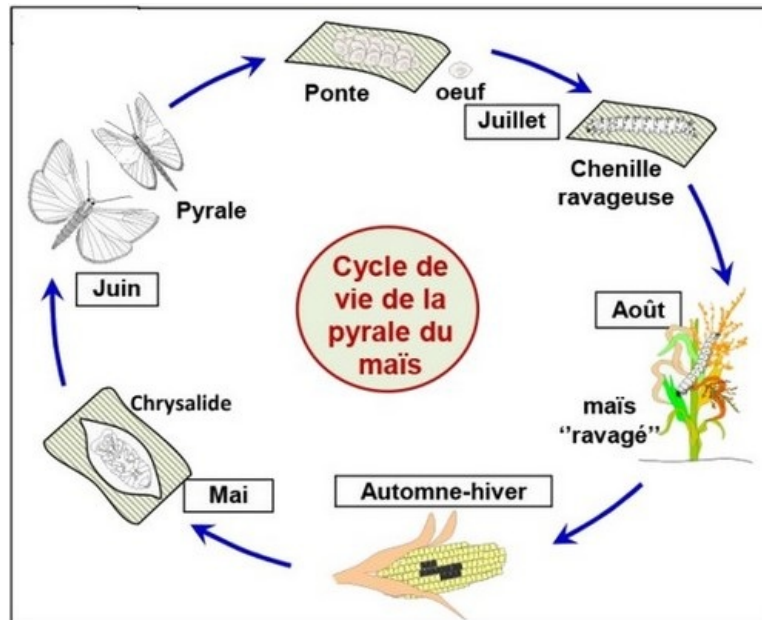 Ponte
oeuf
Juillet
Chenille
ravageuse
Pyrale
Juin
Cycle de
vie de la
pyrale du
maïs
Août
maïs
‘‘ravagé’’
Chrysalide
Mai
Automne-hiver